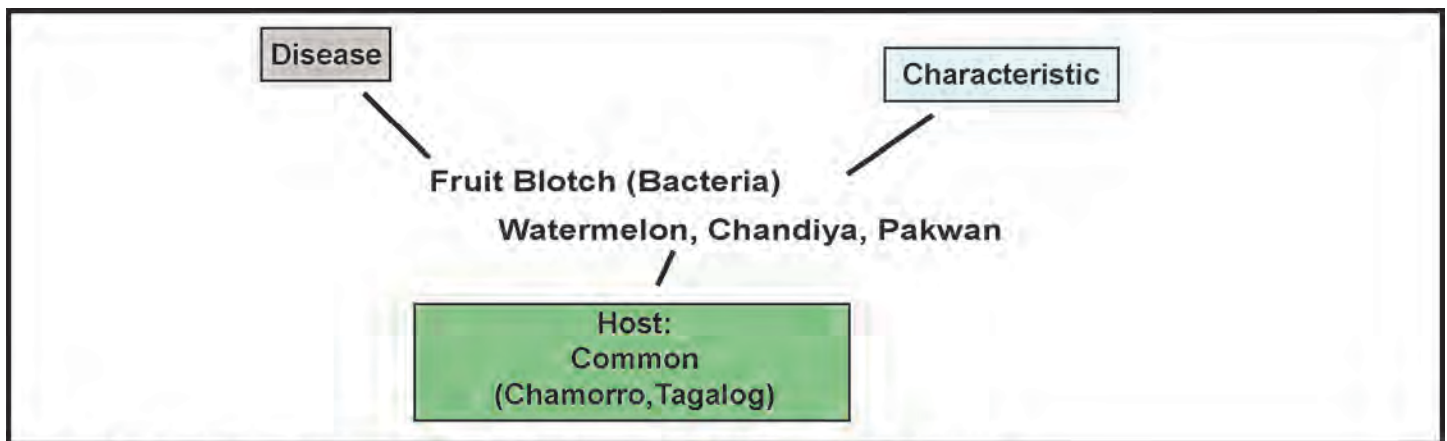 Disease
Characteristic
Fruit Blotch (Bacteria)
Watermelon, Chandiya, Pakwan
Host:
Common
(Chamorro,Tagalog)